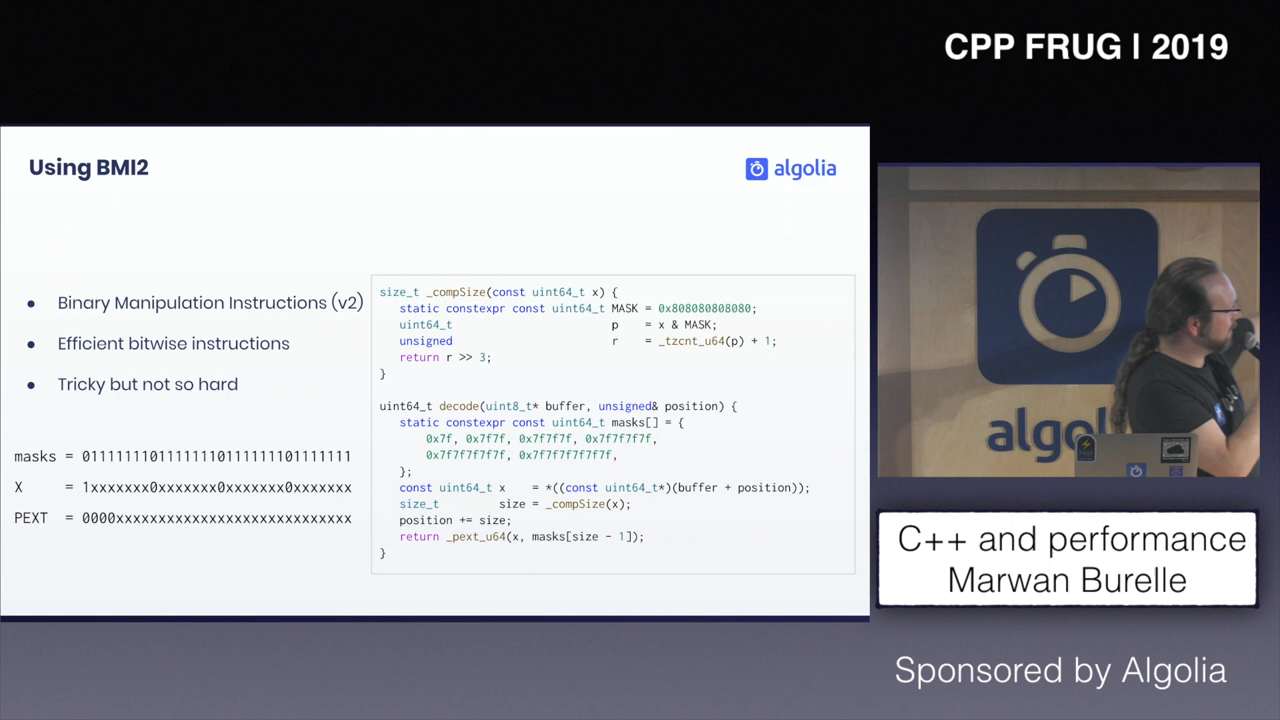 CPP FRUG | 2019
Using BMI2
algolia
● Binary Manipulation Instructions (v2)
● Efficient bitwise instructions
● Tricky but not so hard
masks = 01111111011111110111111101111111
X = 1xxxxxxx0xxxxxxx0xxxxxxx0xxxxxxx
PEXT = 0000xxxxxxxxxxxxxxxxxxxxxxxxxxxx
size_t _compSize(const uint64_t x) {
static constexpr const uint64_t MASK = 0x808080808080;
uint64_t p = x & MASK;
unsigned r = _tzcnt_u64(p) + 1;
return r >> 3;
}
uint64_t decode(uint8_t* buffer, unsigned& position) {
static constexpr const uint64_t masks[] = {
0x7f, 0x7f7f, 0x7f7f7f, 0x7f7f7f7f,
0x7f7f7f7f7f, 0x7f7f7f7f7f7f,
};
const uint64_t x = *((const uint64_t*)(buffer + position));
size_t size = _compSize(x);
position += size;
return _pext_u64(x, masks[size - 1]);
}
algol
C++ and performance
Marwan Burelle
Sponsored by Algolia